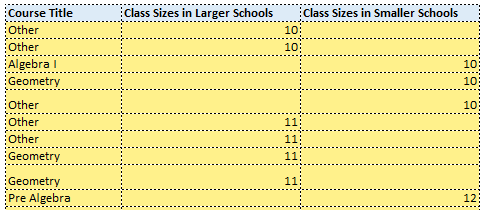 Course Title Class Sizes in Larger Schools Class Sizes in Smaller Schools
Other 10
Other 10
Algebra I 10
Geometry 10
Other 10
Other 11
Other 11
Geometry 11
Geometry 11
Pre Algebra 12